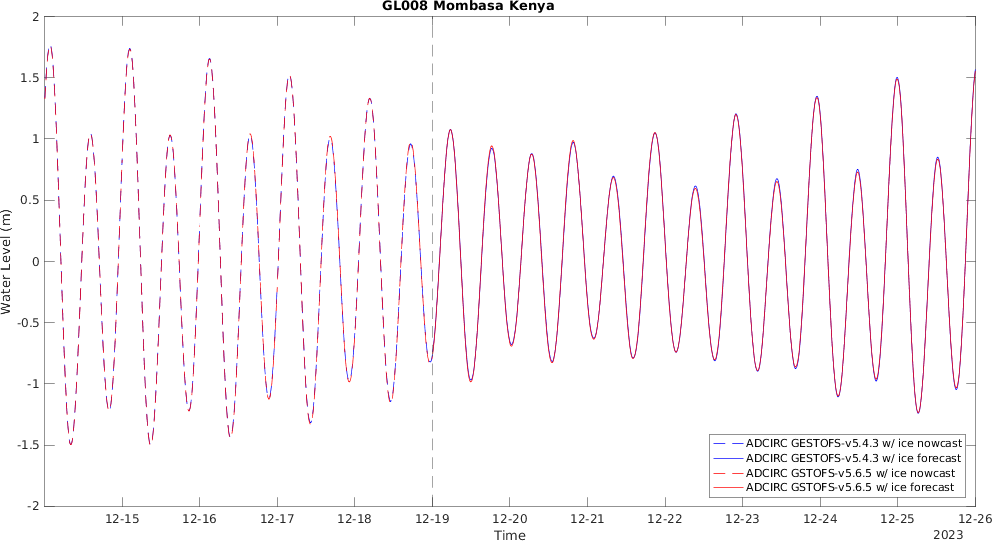 GL008 Mombasa Kenya
2
1.5
1
0.5
0
-0.5
-1
-1.5
-2
Water Level (m)
ADCIRC GESTOFS-v5.4.3 w/ ice nowcast
ADCIRC GESTOFS-v5.4.3 w/ ice forecast
ADCIRC GSTOFS-v5.6.5 w/ ice nowcast
ADCIRC GSTOFS-v5.6.5 w/ ice forecast
12-15 12-16 12-17 12-18 12-19 12-20 12-21 12-22 12-23 12-24 12-25 12-26
Time
2023